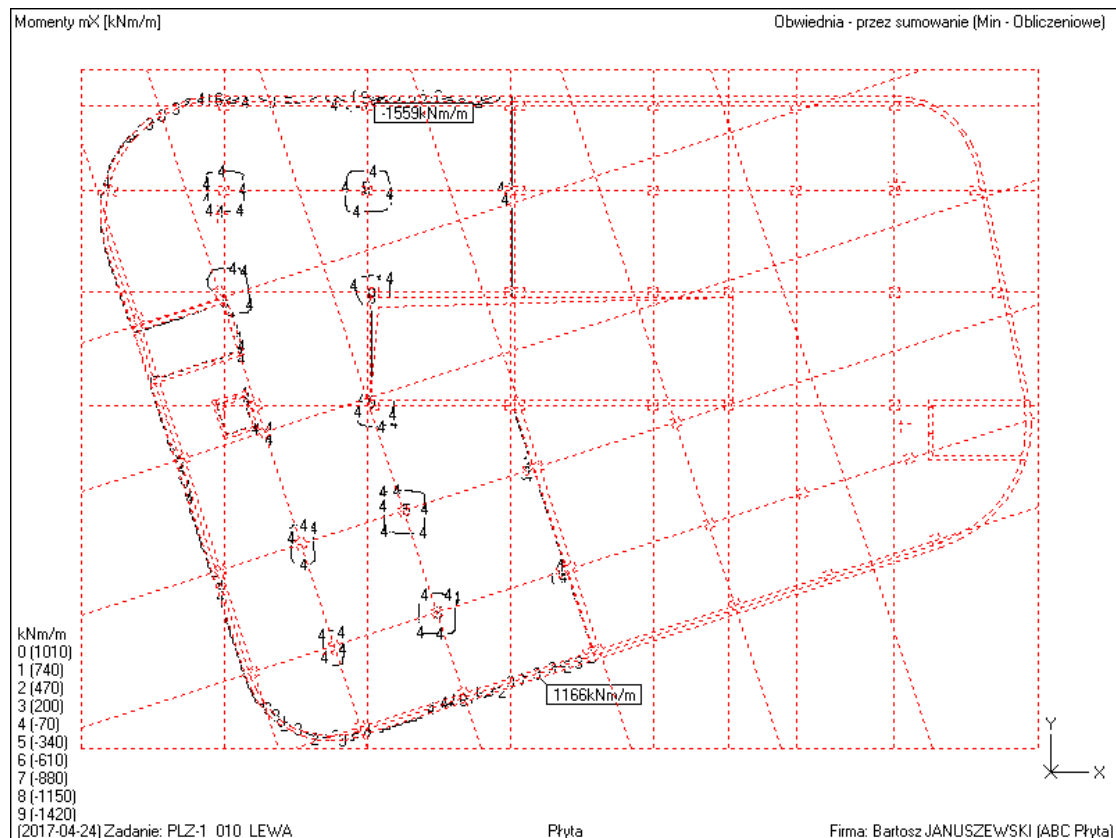 Momenty mX [kNm/m]
Obwiednia - przez sumowanie (Min - Obliczeniowe)
-1559kNm/m
1166kNm/m
kNm/m
0 (1010)
1 (740)
2 (470)
3 (200)
4 (-70)
5 (-340)
6 (-610)
7 (-880)
8 (-1150)
9 (-1420)
Y
X
(2017-04-24) Zadanie: PLZ-1_010_LEWA
Płyta
Firma: Bartosz JANUSZEWSKI (ABC Płyta)